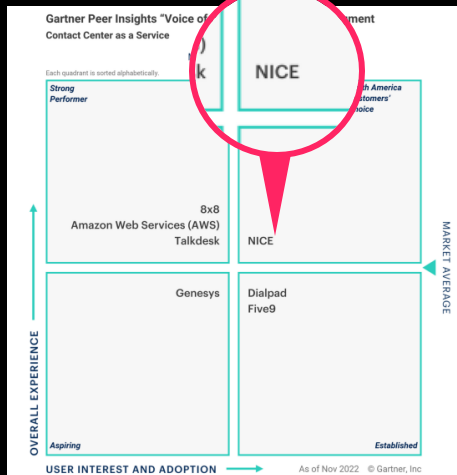 Gartner Peer Insights "Voice of
ment
Contact Center as a Service
Each quadrant is sorted alphabetically.
k
NICE
Strong
Performer
th America
stomers'
oice
8x8
Amazon Web Services (AWS)
Talkdesk
NICE
Genesys
Dialpad
Five9
MARKET AVERAGE
OVERALL EXPERIENCE
Aspiring
Established
USER INTEREST AND ADOPTION
As of Nov 2022 © Gartner, Inc